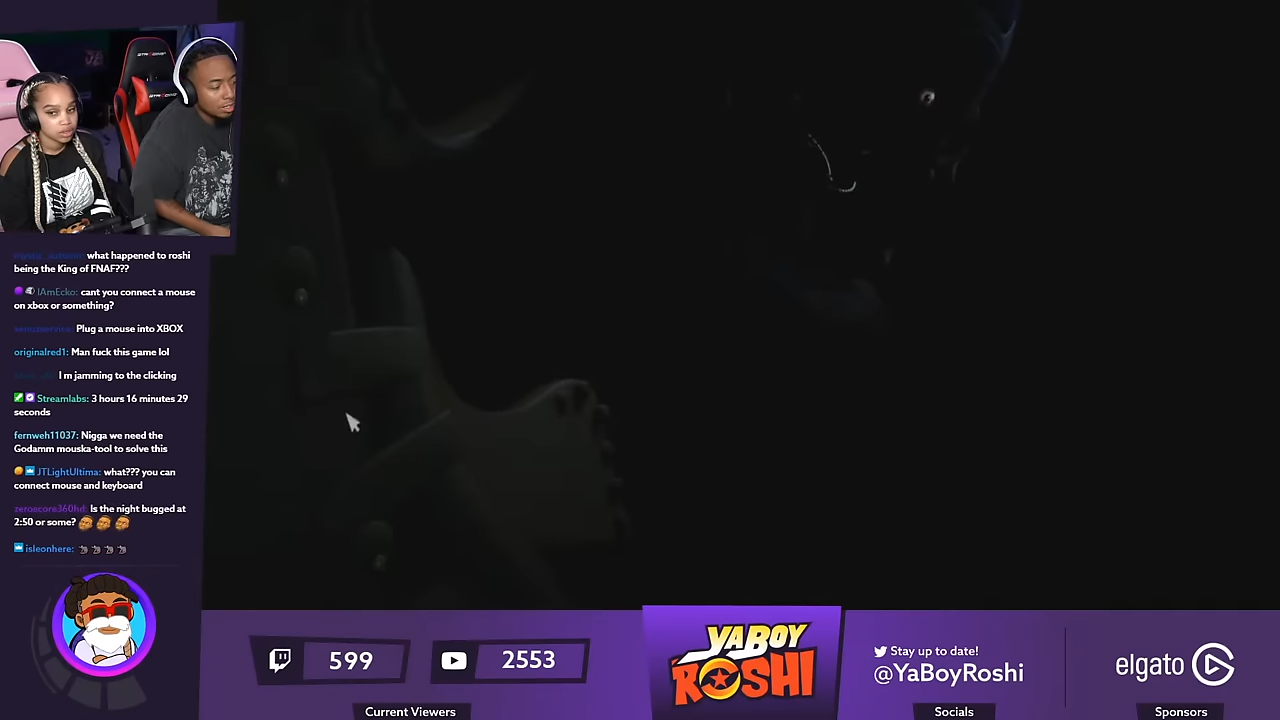 what happened to roshi
being the King of FNAF???
IAmEcko: cant you connect a mouse
on xbox or something?
Plug a mouse into XBOX
originalred1: Man fuck this game lol
I m jamming to the clicking
Streamlabs: 3 hours 16 minutes 29
seconds
fernweh11037: Nigga we need the
Godamm mouska-tool to solve this
JTLightUltima: what??? you can
connect mouse and keyboard
zeroscore360hd: Is the night bugged at
2:50 or some?
isleonhere:
599
2553
Current Viewers
YABOY
ROSHI
Stay up to date!
@YaBoyRoshi
Socials
elgato
Sponsors